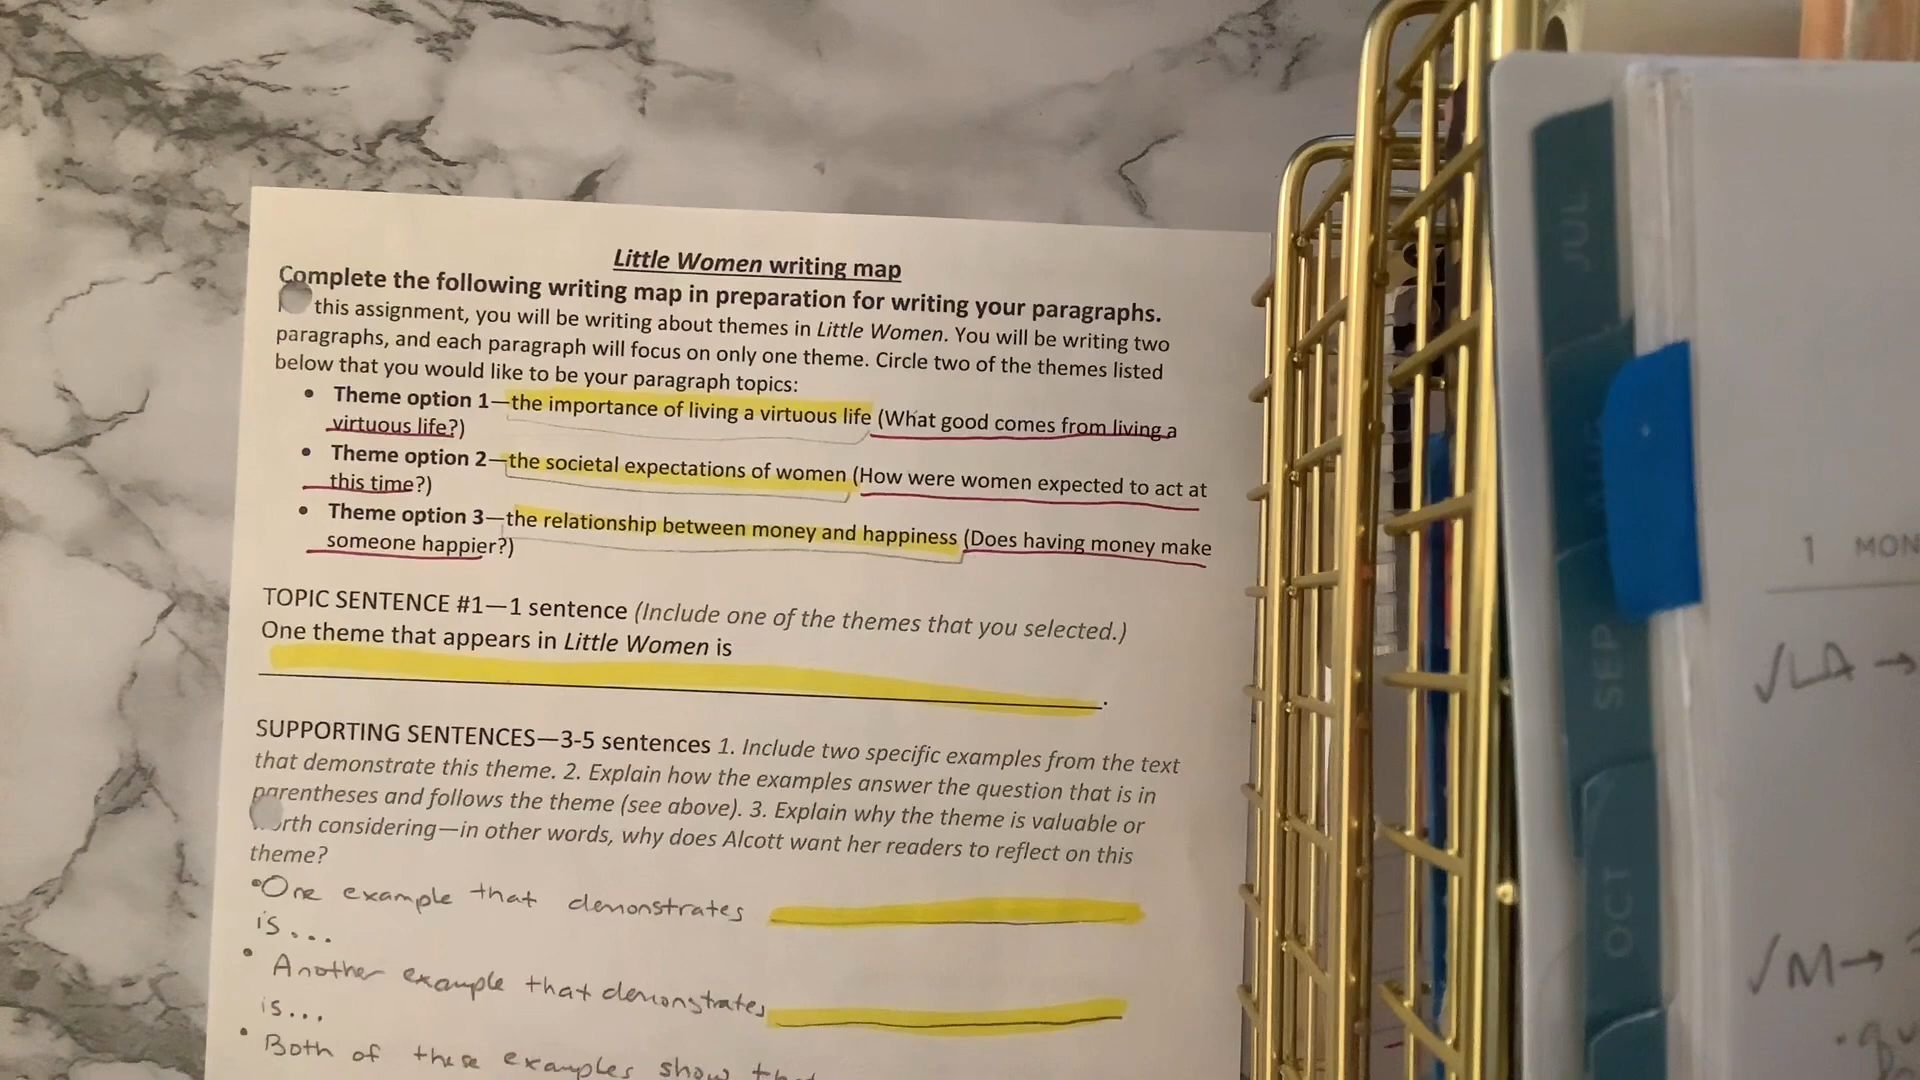 Little Women writing map
Complete the following writing map in preparation for writing your paragraphs.
this assignment, you will be writing about themes in Little Women. You will be writing two
paragraphs, and each paragraph will focus on only one theme. Circle two of the themes listed
below that you would like to be your paragraph topics:
• Theme option 1—the importance of living a virtuous life (What good comes from living a
virtuous life?)
• Theme option 2—the societal expectations of women (How were women expected to act at
this time?)
• Theme option 3—the relationship between money and happiness (Does having money make
someone happier?)
TOPIC SENTENCE #1—1 sentence (Include one of the themes that you selected.)
One theme that appears in Little Women is
.
SUPPORTING SENTENCES—3-5 sentences 1. Include two specific examples from the text
that demonstrate this theme. 2. Explain how the examples answer the question that is in
parentheses and follows the theme (see above). 3. Explain why the theme is valuable or
worth considering—in other words, why does Alcott want her readers to reflect on this
theme?
• One example that demonstrates
is...
• Another example that demonstrates
is...
• Both of these examples show
JUL
AUG
SEP
OCT
1 MON
√LA →
√M →